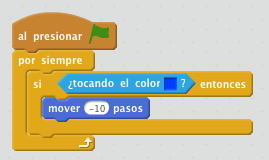 al presionar
por siempre
si ¿tocando el color ? entonces
mover -10 pasos